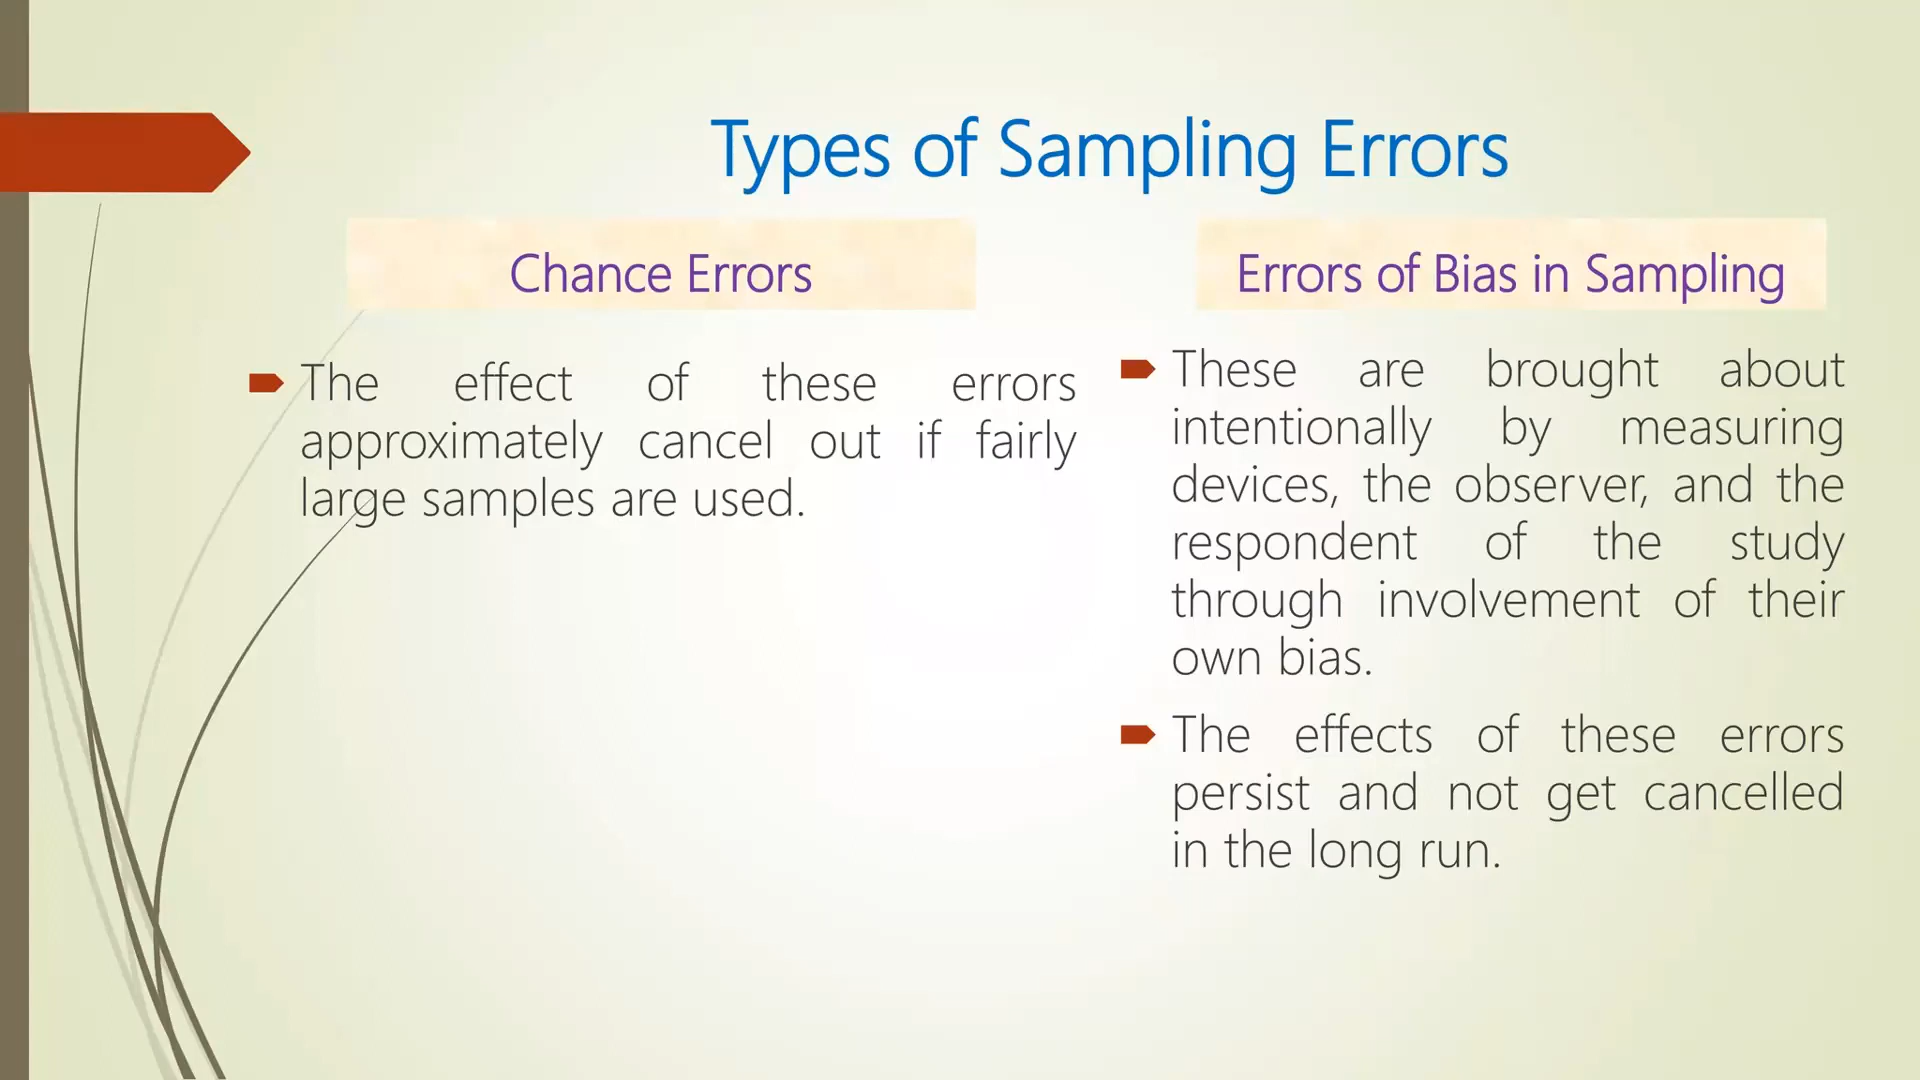 Types of Sampling Errors
Chance Errors
The effect of these errors
approximately cancel out if fairly
large samples are used.
Errors of Bias in Sampling
These are brought about
intentionally by measuring
devices, the observer, and the
respondent of the study
through involvement of their
own bias.
The effects of these errors
persist and not get cancelled
in the long run.